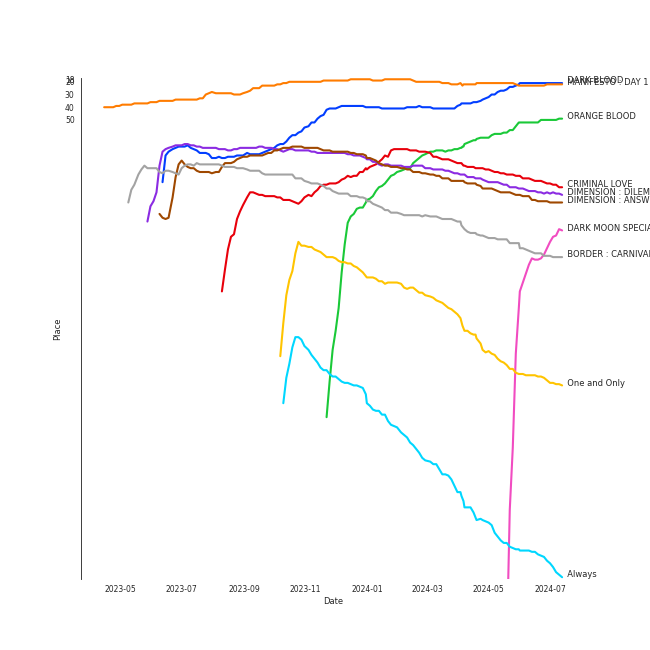 DARK BLOOD
MANIFESTO : DAY 1
ORANGE BLOOD
CRIMINAL LOVE
DIMENSION : DILEM
DIMENSION : ANSW
DARK MOON SPECIA
BORDER : CARNIVA
One and Only
Always
20
30
40
50
Place
2023-05 2023-07 2023-09 2023-11 2024-01 2024-03 2024-05 2024-07
Date